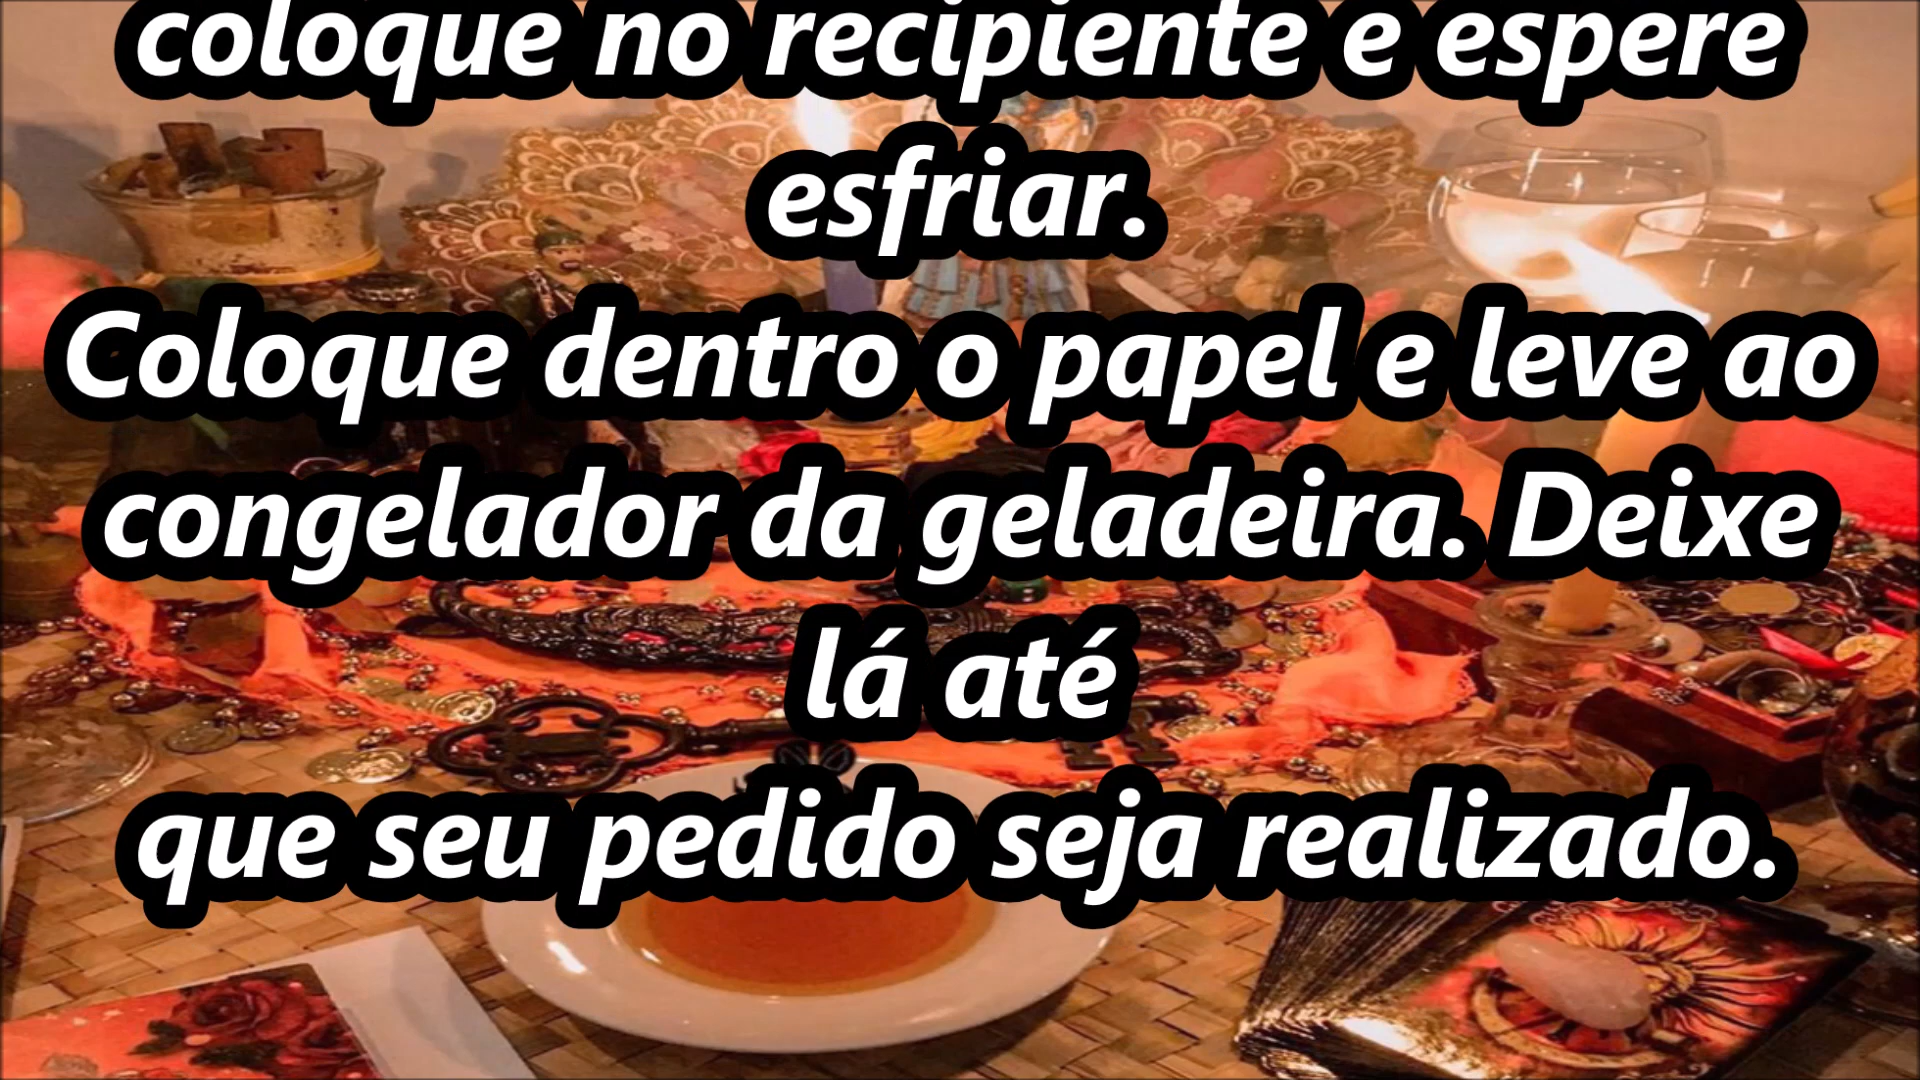 coloque no recipiente e espere
esfriar.
Coloque dentro o papel e leve ao
congelador da geladeira. Deixe
lá até
que seu pedido seja realizado.